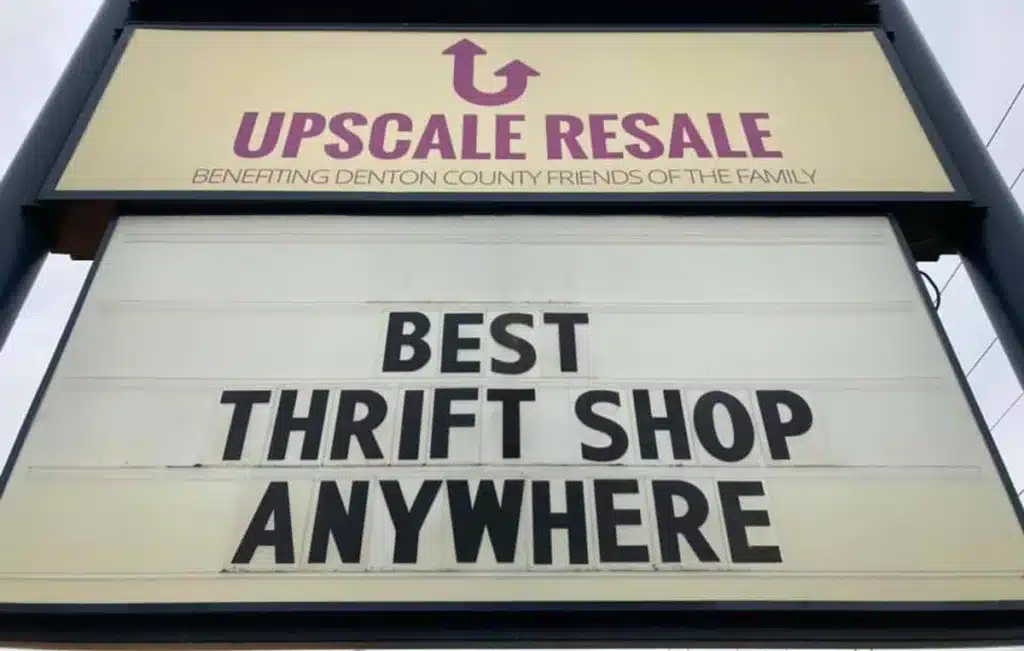 UPSCALE RESALE
BENEFITING DENTON COUNTY FRIENDS OF THE FAMILY
BEST
THRIFT SHOP
ANYWHERE